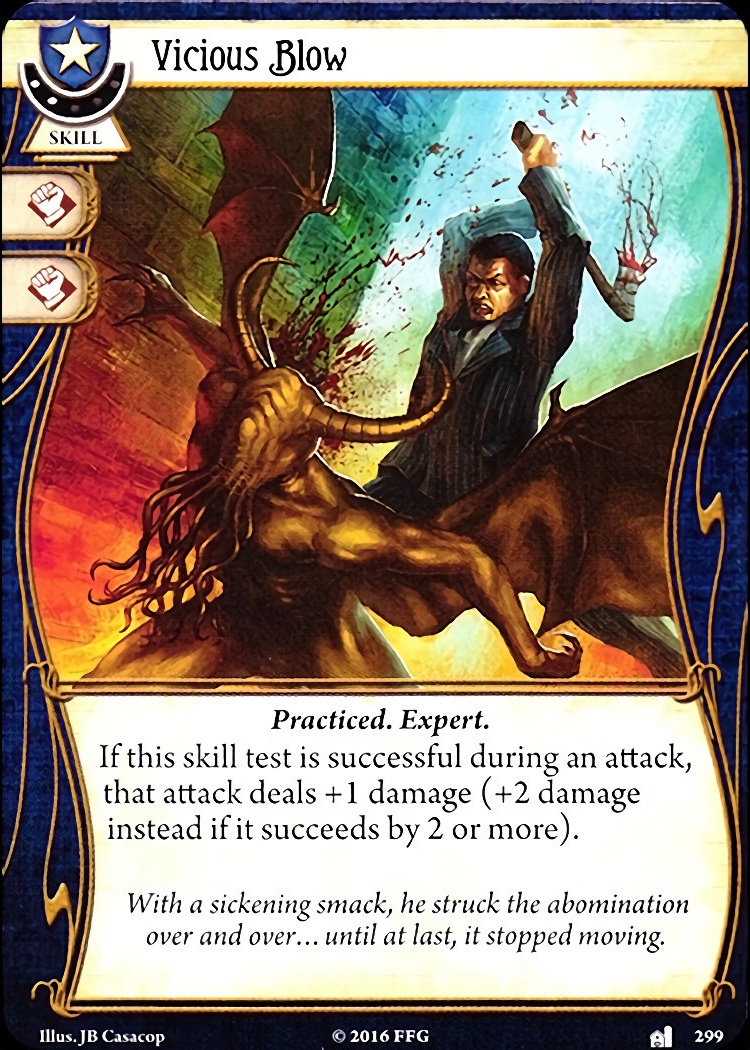 Vicious Blow
SKILL
Practiced. Expert.
If this skill test is successful during an attack,
that attack deals +1 damage (+2 damage
instead if it succeeds by 2 or more).
With a sickening smack, he struck the abomination
over and over… until at last, it stopped moving.
Illus. JB Casacop © 2016 FFG 299